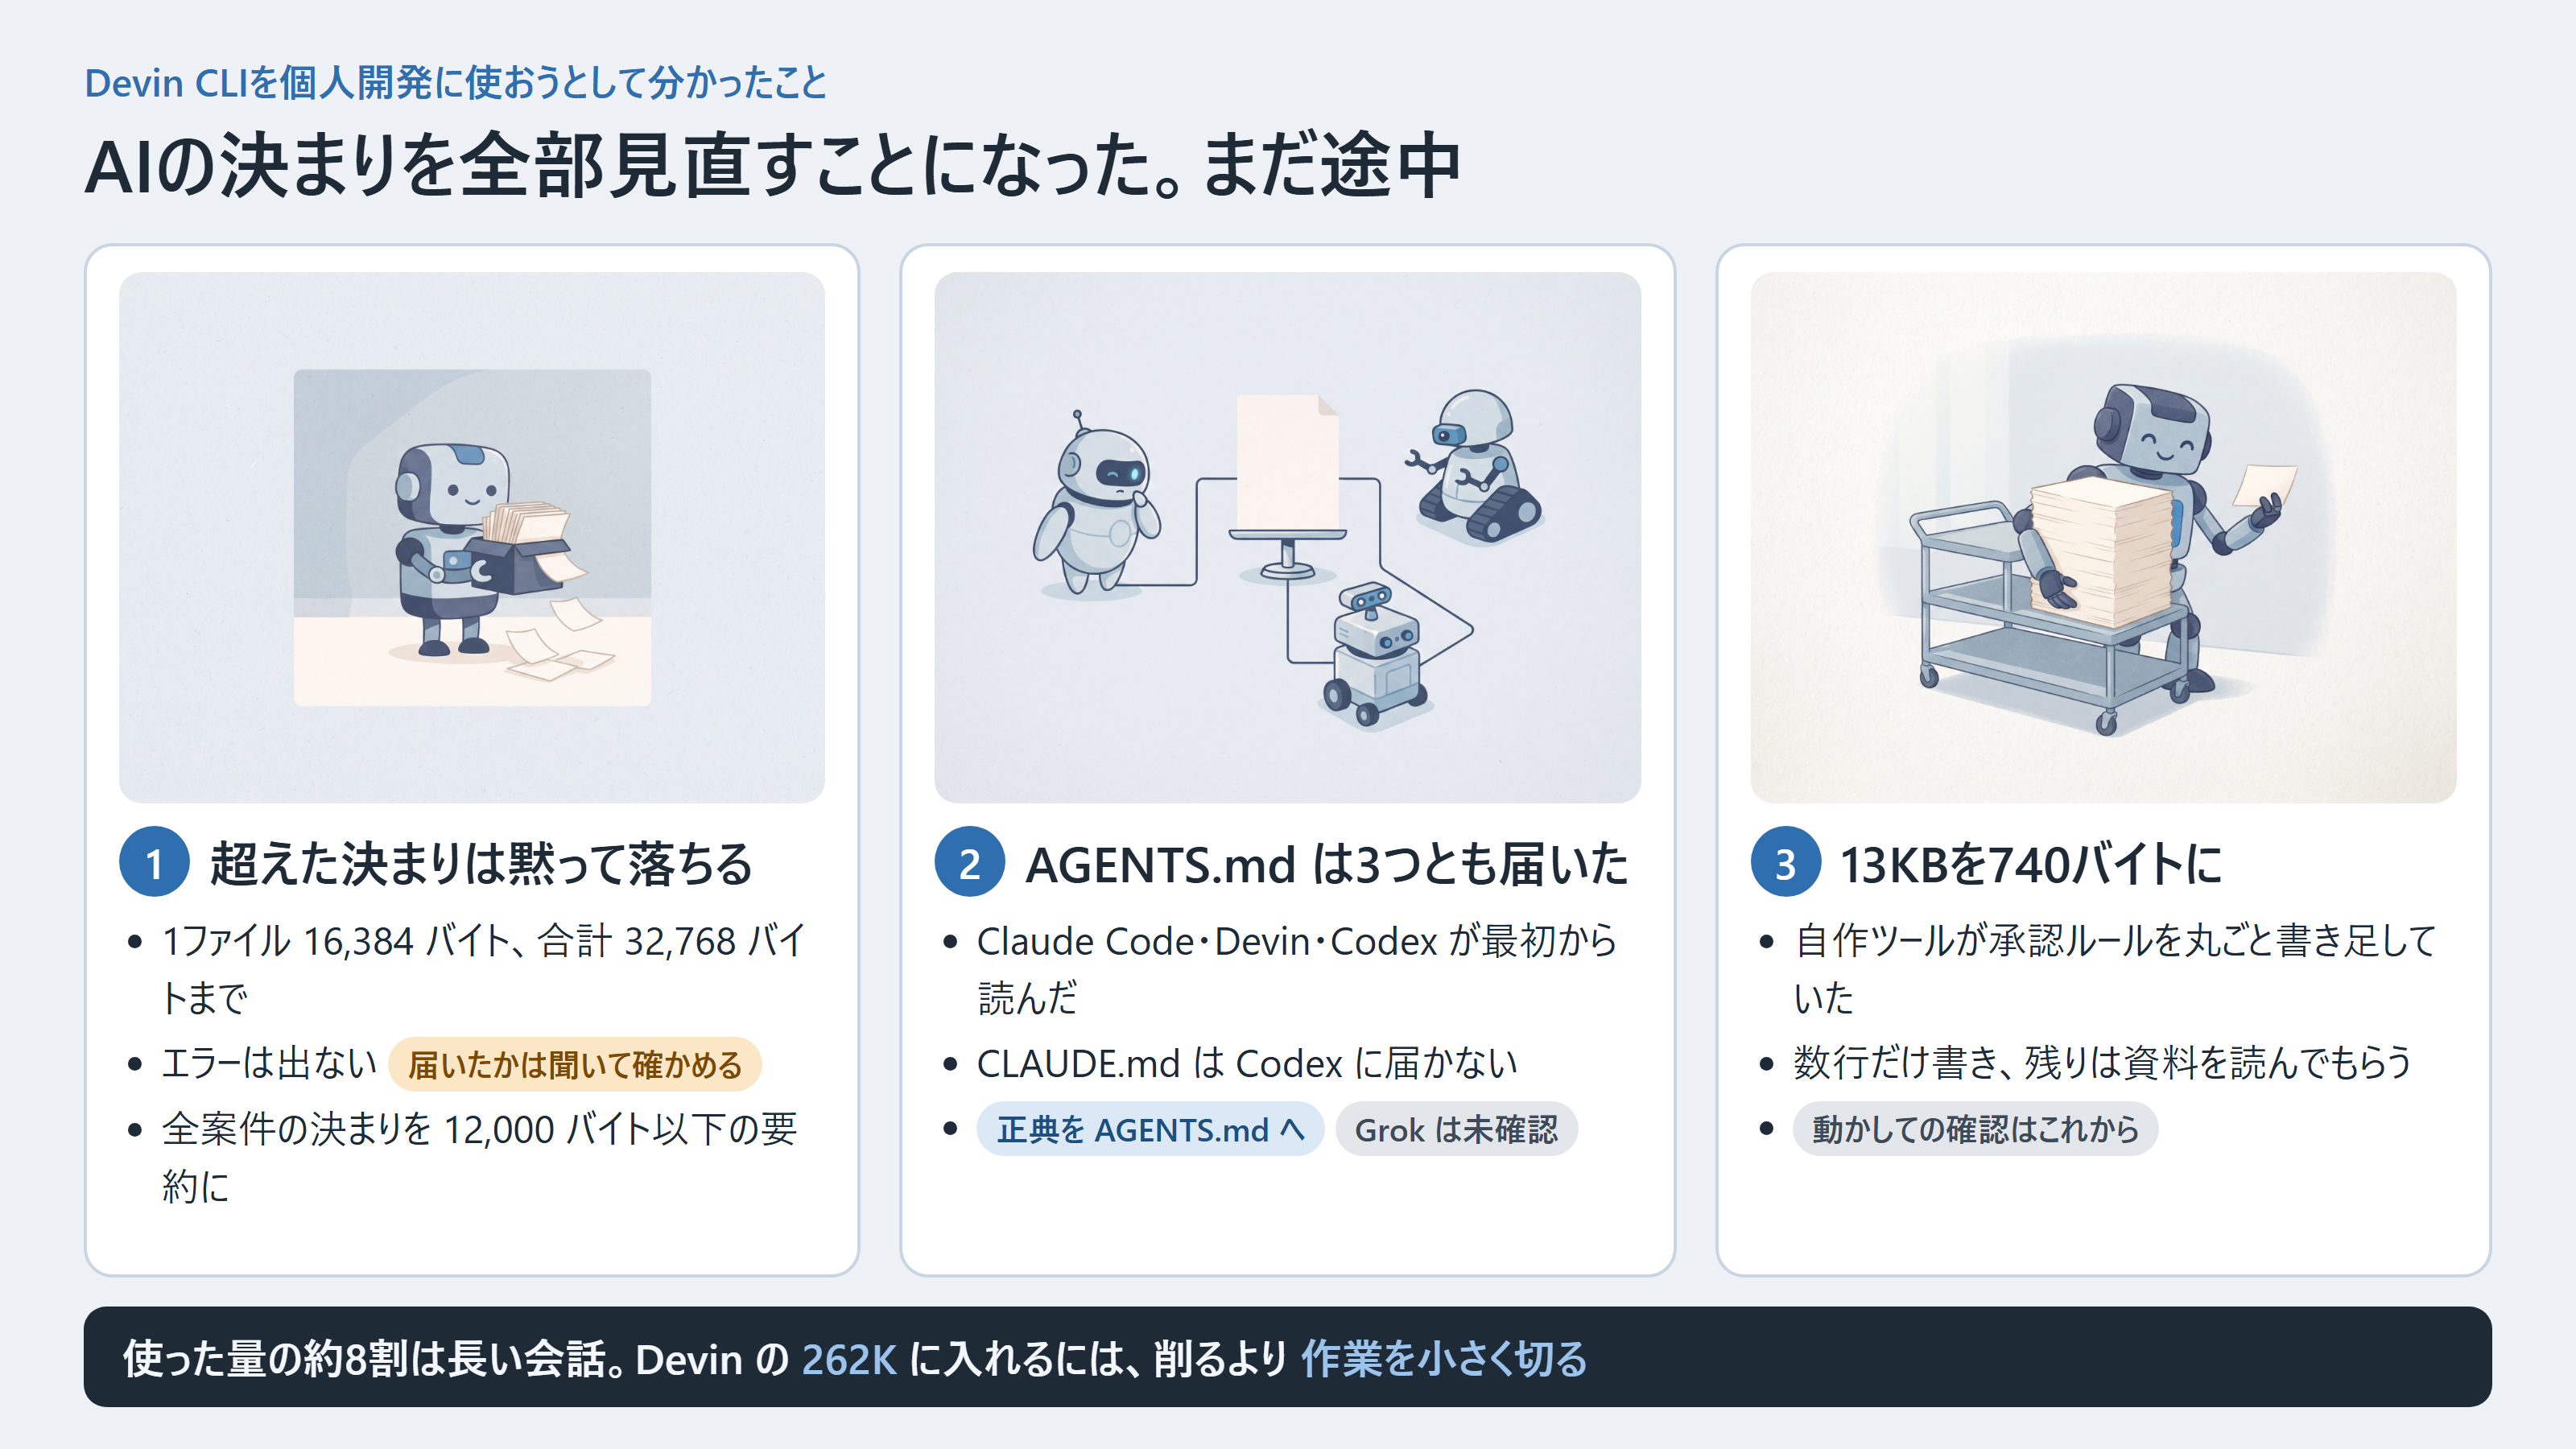 Devin CLIを個人開発に使おうとして分かったこと
AIの決まりを全部見直すことになった。まだ途中
1 超えた決まりは黙って落ちる
• 1ファイル 16,384 バイト、合計 32,768 バイ
トまで
• エラーは出ない 届いたかは聞いて確かめる
• 全案件の決まりを 12,000 バイト以下の要
約に
2 AGENTS.md は3つとも届いた
• Claude Code・Devin・Codex が最初から
読んだ
• CLAUDE.md は Codex に届かない
• 正典を AGENTS.md へ Grok は未確認
3 13KBを740バイトに
• 自作ツールが承認ルールを丸ごと書き足して
いた
• 数行だけ書き、残りは資料を読んでもらう
• 動かしての確認はこれから
使った量の約8割は長い会話。Devin の 262K に入れるには、削るより 作業を小さく切る